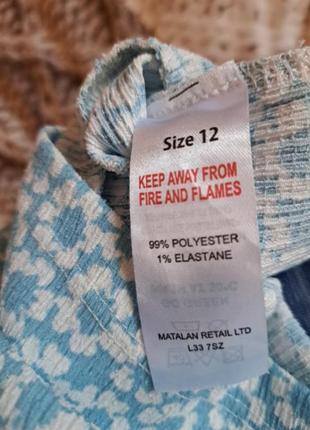 Size 12
KEEP AWAY FROM
FIRE AND FLAMES
99% POLYESTER
1% ELASTANE
MATALAN RETAIL LTD
L33 7SZ